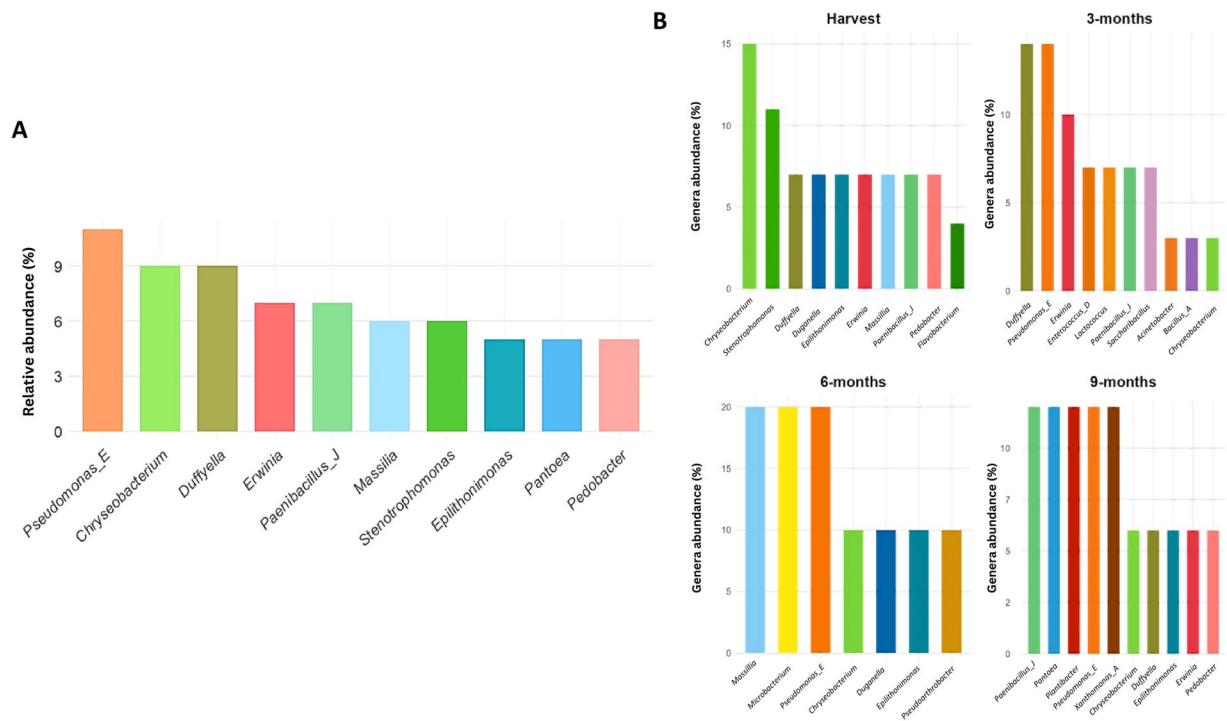 A
Relative abundance (%)
9
6
3
0
Pseudomonas_E
Chryseobacterium
Duffyella
Erwinia
Paenibacillus_J
Massilia
Stenotrophomonas
Epilithonimonas
Pantoea
Pedobacter
B
Harvest
Genera abundance (%)
15
10
5
0
Chryseobacterium
Stenotrophomonas
Duffyella
Duganella
Epilithonimonas
Erwinia
Massilia
Paenibacillus_J
Pedobacter
Flavobacterium
3-months
Genera abundance (%)
10
5
0
Duffyella
Pseudomonas_E
Erwinia
Enterococcus_D
Lactococcus
Paenibacillus_J
Saccharibacillus
Acinetobacter
Bacillus_A
Chryseobacterium
6-months
Genera abundance (%)
20
15
10
5
0
Massilia
Microbacterium
Pseudomonas_E
Chryseobacterium
Duganella
Epilithonimonas
Pseudoarthrobacter
9-months
Genera abundance (%)
10
7
5
2
0
Paenibacillus_J
Pantoea
Plantibacter
Pseudomonas_E
Xanthomonas_A
Chryseobacterium
Duffyella
Epilithonimonas
Erwinia
Pedobacter